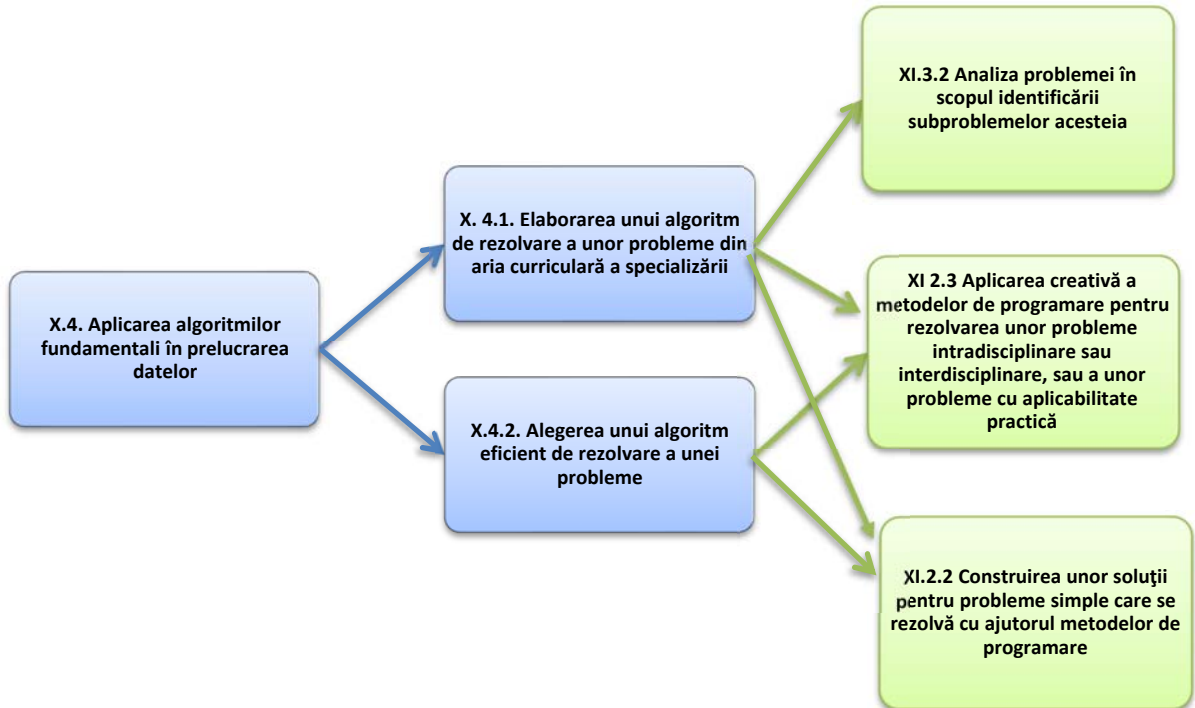 X.4. Aplicarea algoritmilor
fundamentali în prelucrarea
datelor
X. 4.1. Elaborarea unui algoritm
de rezolvare a unor probleme din
aria curriculară a specializării
X.4.2. Alegerea unui algoritm
eficient de rezolvare a unei
probleme
XI.3.2 Analiza problemei în
scopul identificării
subproblemelor acesteia
XI 2.3 Aplicarea creativă a
metodelor de programare pentru
rezolvarea unor probleme
intradisciplinare sau
interdisciplinare, sau a unor
probleme cu aplicabilitate
practică
XI.2.2 Construirea unor soluţii
pentru probleme simple care se
rezolvă cu ajutorul metodelor de
programare